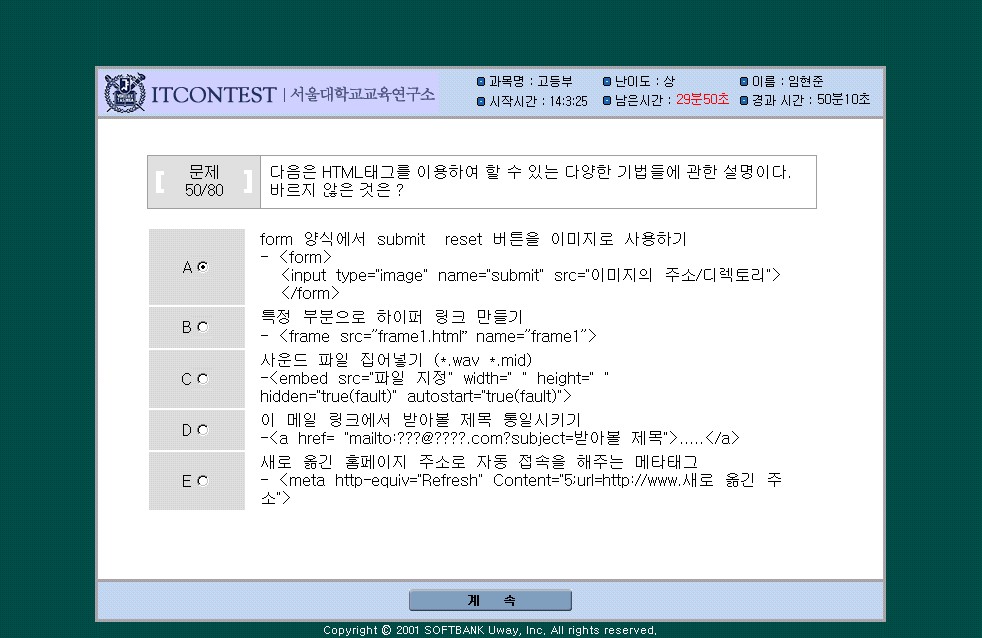 ITCONTEST | 서울대학교교육연구소
과목명 : 고등부 난이도 : 상 이름 : 임현준
시작시간 : 14:3:25 남은시간 : 29분50초 경과 시간 : 50분10초
문제
50/80
다음은 HTML태그를 이용하여 할 수 있는 다양한 기법들에 관한 설명이다.
바르지 않은 것은 ?
A
form 양식에서 submit reset 버튼을 이미지로 사용하기
- <form>
<input type="image" name="submit" src="이미지의 주소/디렉토리">
</form>
B
특정 부분으로 하이퍼 링크 만들기
- <frame src="frame1.html" name="frame1">
C
사운드 파일 집어넣기 (*.wav *.mid)
-<embed src="파일 지정" width=" " height=" "
hidden="true(fault)" autostart="true(fault)">
D
이 메일 링크에서 받아볼 제목 통일시키기
-<a href= "mailto:???@????.com?subject=받아볼 제목">.....</a>
E
새로 옮긴 홈페이지 주소로 자동 접속을 해주는 메타태그
- <meta http-equiv="Refresh" Content="5;url=http://www.새로 옮긴 주
소">
계 속
Copyright © 2001 SOFTBANK Uway, Inc. All rights reserved.